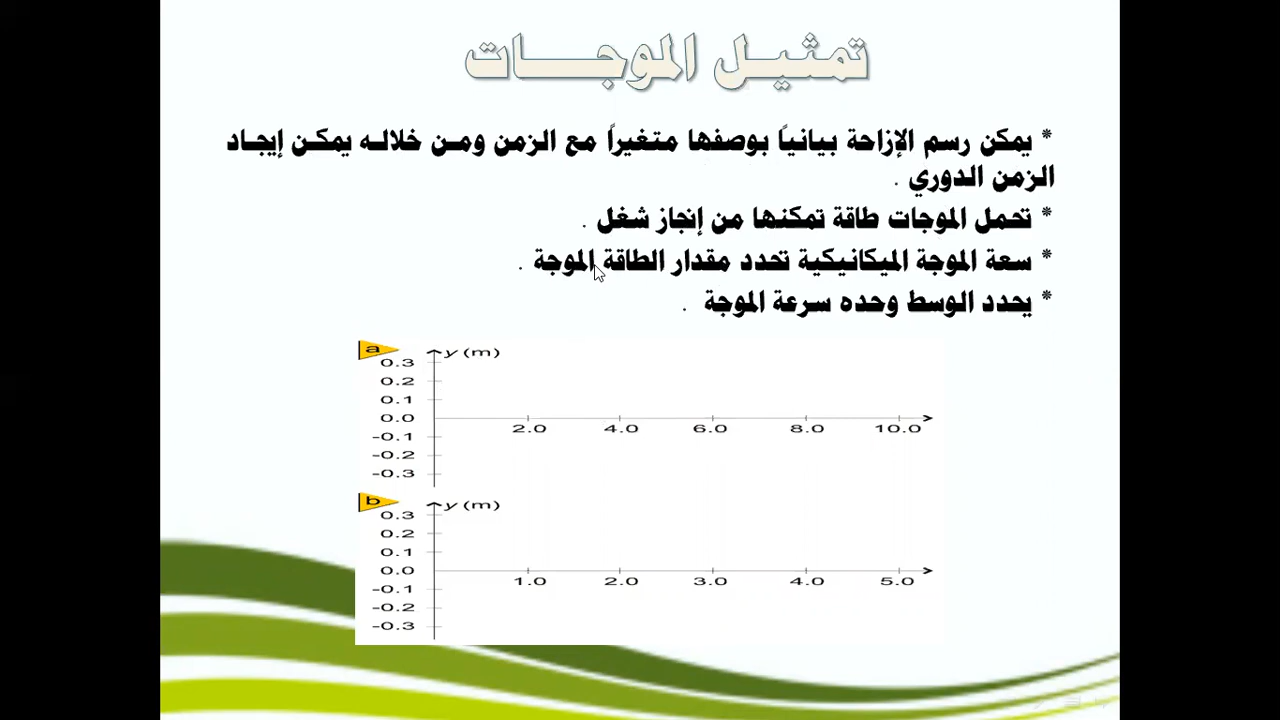 تمثيل الموجات
* يمكن رسم الإزاحة بيانياً بوصفها متغيراً مع الزمن ومن خلاله يمكن إيجاد
الزمن الدوري .
* تحمل الموجات طاقة تمكنها من إنجاز شغل .
* سعة الموجة الميكانيكية تحدد مقدار الطاقة الموجة .
* يحدد الوسط وحده سرعة الموجة .
a
y (m)
0.3
0.2
0.1
0.0
-0.1
-0.2
-0.3
2.0 4.0 6.0 8.0 10.0
b
y (m)
0.3
0.2
0.1
0.0
-0.1
-0.2
-0.3
1.0 2.0 3.0 4.0 5.0